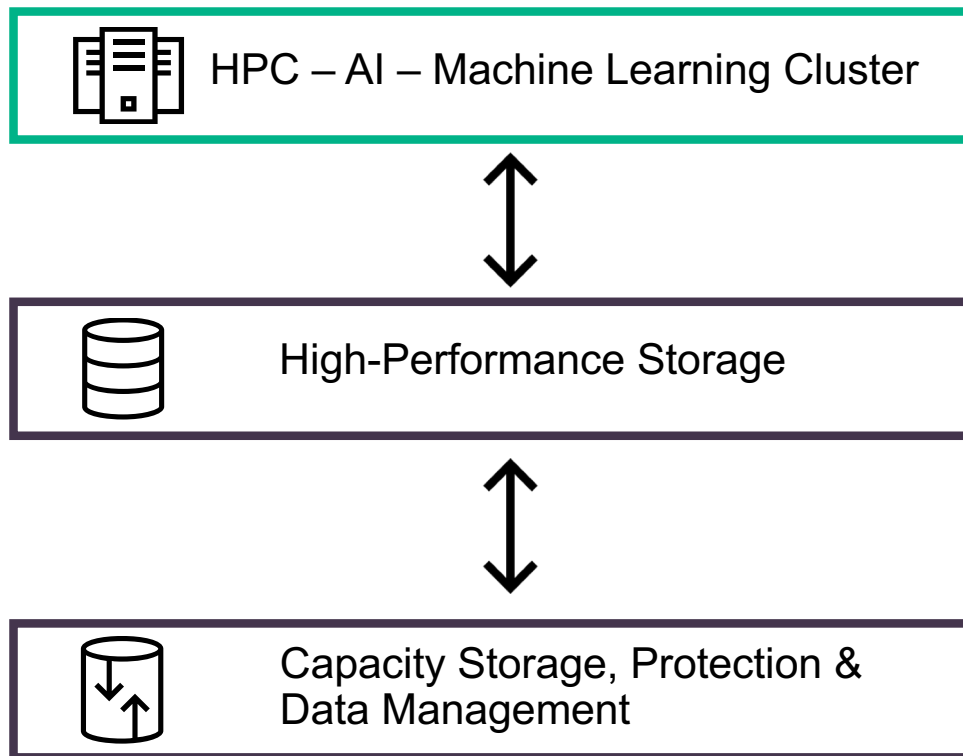 HPC – AI – Machine Learning Cluster
High-Performance Storage
Capacity Storage, Protection &
Data Management